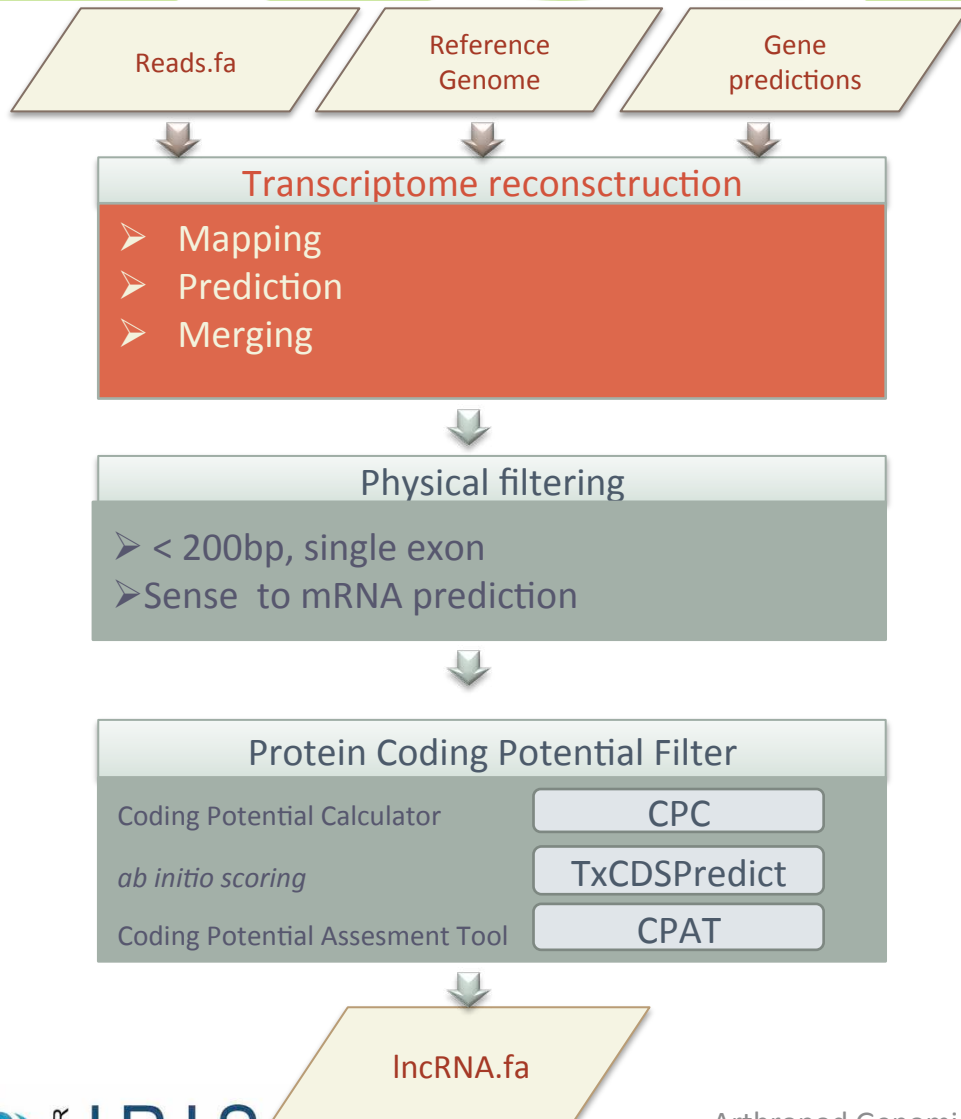 Reads.fa
Reference
Genome
Gene
predictions
Transcriptome reconsctruction
➢ Mapping
➢ Prediction
➢ Merging
Physical filtering
➢ < 200bp, single exon
➢Sense to mRNA prediction
Protein Coding Potential Filter
Coding Potential Calculator CPC
ab initio scoring TxCDSPredict
Coding Potential Assesment Tool CPAT
lncRNA.fa